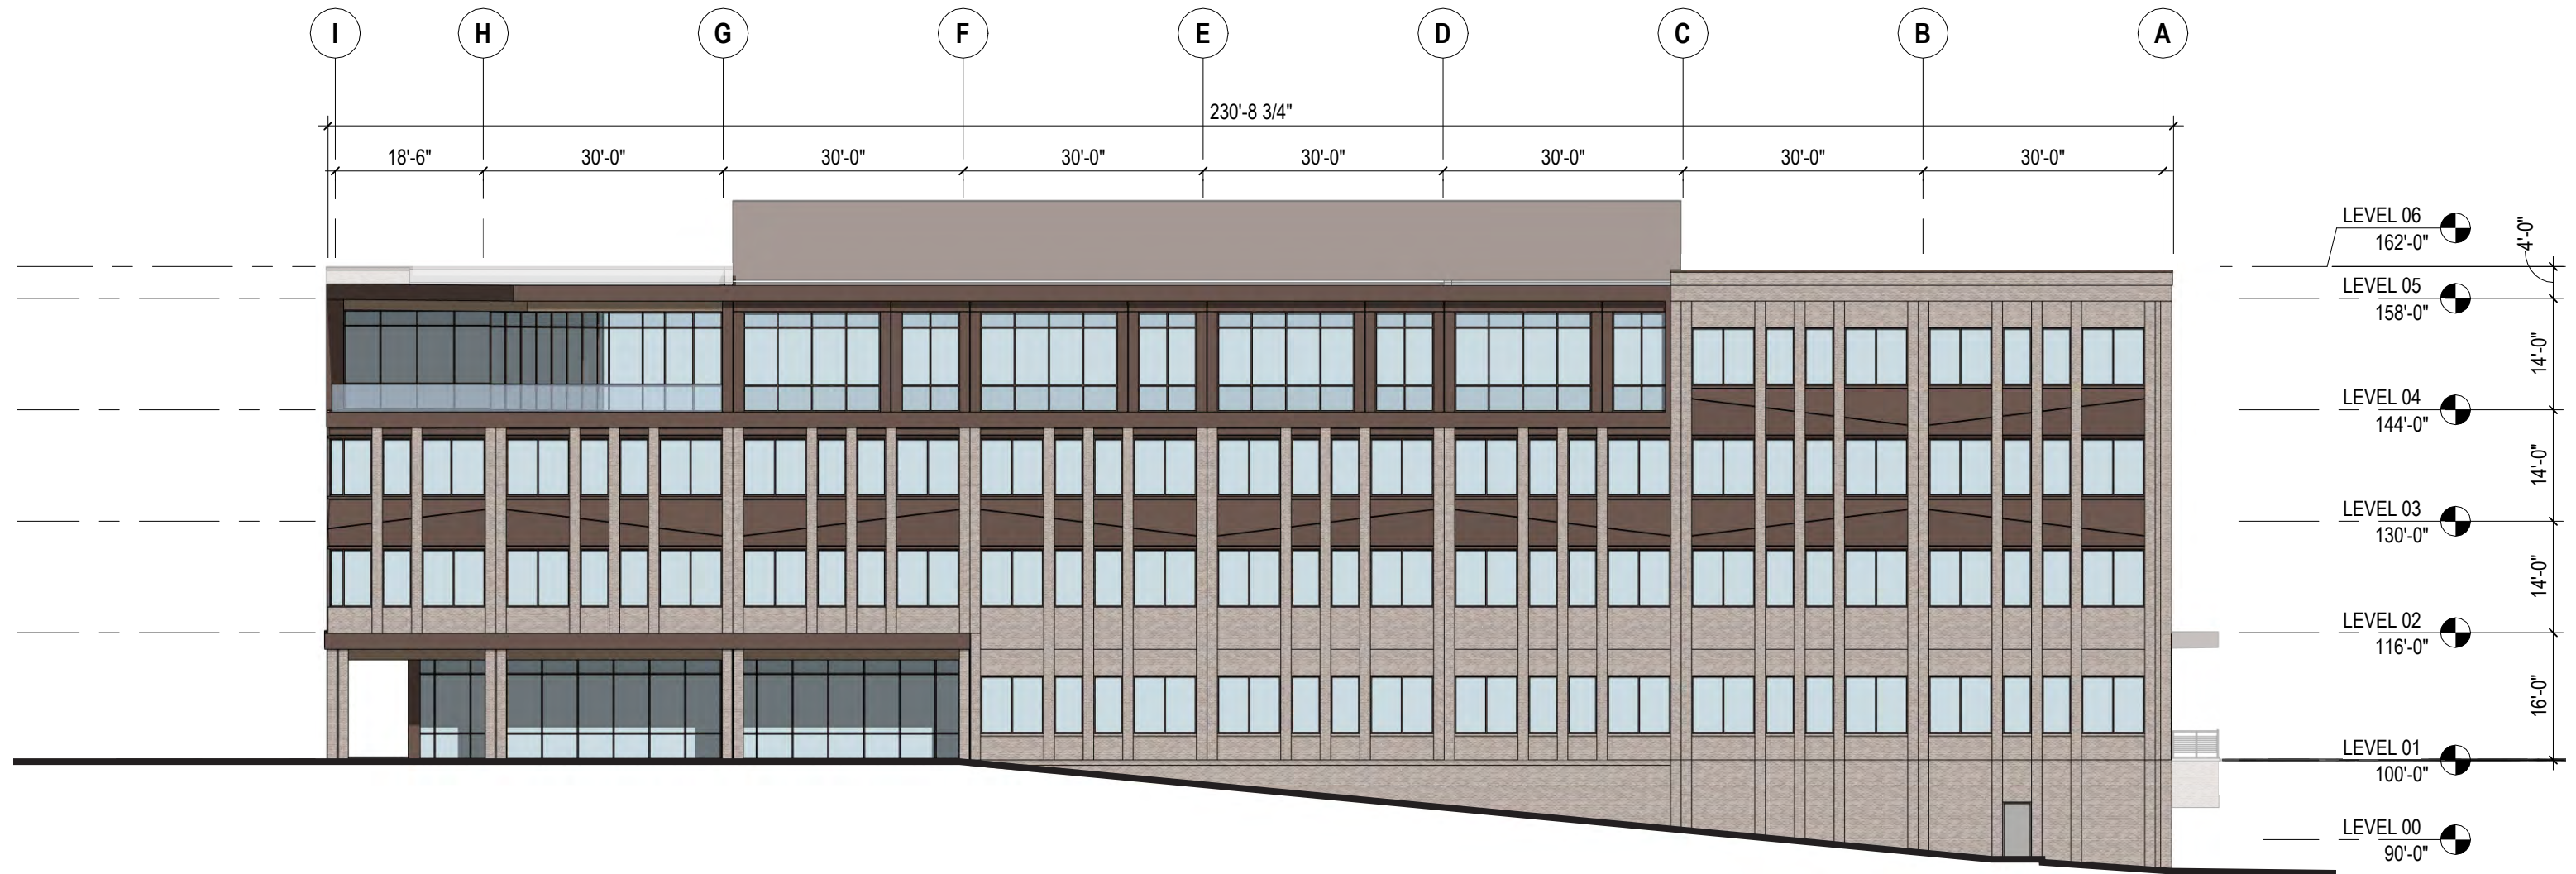 I H G F E D C B A
230'-8 3/4"
18'-6" 30'-0" 30'-0" 30'-0" 30'-0" 30'-0" 30'-0" 30'-0"
LEVEL 06
162'-0"
4'-0"
LEVEL 05
158'-0"
14'-0"
LEVEL 04
144'-0"
14'-0"
LEVEL 03
130'-0"
14'-0"
LEVEL 02
116'-0"
16'-0"
LEVEL 01
100'-0"
LEVEL 00
90'-0"